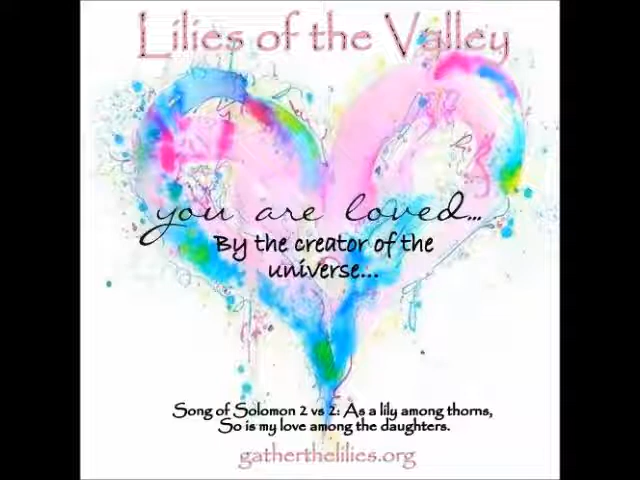 Lilies of the Valley
you are loved...
By the creator of the
universe...
Song of Solomon 2 vs 2: As a lily among thorns,
So is my love among the daughters.
gatherthelilies.org